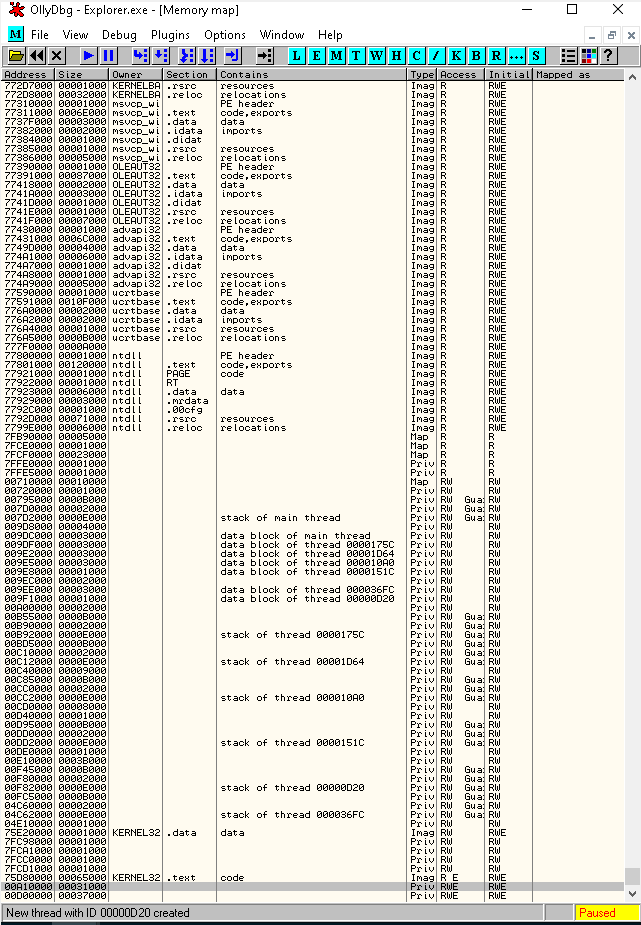 OllyDbg - Explorer.exe - [Memory map]
M File View Debug Plugins Options Window Help
L E M T W H C / K B R ... S ?
Address Size Owner Section Contains Type Access Initial Mapped as
772D7000 00001000 KERNELBA .rsrc resources Imag R RWE
772D8000 00032000 KERNELBA .reloc relocations Imag R RWE
77310000 00001000 msvcp_wi PE header Imag R RWE
77311000 0006E000 msvcp_wi .text code,exports Imag R RWE
7737F000 00003000 msvcp_wi .data data Imag R RWE
77382000 00002000 msvcp_wi .idata imports Imag R RWE
77384000 00001000 msvcp_wi .didat Imag R RWE
77385000 00001000 msvcp_wi .rsrc resources Imag R RWE
77386000 00005000 msvcp_wi .reloc relocations Imag R RWE
77390000 00001000 OLEAUT32 PE header Imag R RWE
77391000 00087000 OLEAUT32 .text code,exports Imag R RWE
77418000 00002000 OLEAUT32 .data data Imag R RWE
7741A000 00003000 OLEAUT32 .idata imports Imag R RWE
7741D000 00001000 OLEAUT32 .didat Imag R RWE
7741E000 00001000 OLEAUT32 .rsrc resources Imag R RWE
7741F000 00007000 OLEAUT32 .reloc relocations Imag R RWE
77430000 00001000 advapi32 PE header Imag R RWE
77431000 0006C000 advapi32 .text code,exports Imag R RWE
7749D000 00004000 advapi32 .data data Imag R RWE
774A1000 00006000 advapi32 .idata imports Imag R RWE
774A7000 00001000 advapi32 .didat Imag R RWE
774A8000 00001000 advapi32 .rsrc resources Imag R RWE
774A9000 00005000 advapi32 .reloc relocations Imag R RWE
77590000 00001000 ucrtbase PE header Imag R RWE
77591000 0010F000 ucrtbase .text code,exports Imag R RWE
776A0000 00002000 ucrtbase .data data Imag R RWE
776A2000 00002000 ucrtbase .idata imports Imag R RWE
776A4000 00001000 ucrtbase .rsrc resources Imag R RWE
776A5000 0000B000 ucrtbase .reloc relocations Imag R RWE
777F0000 0000A000 Imag R RWE
77800000 00001000 ntdll PE header Imag R RWE
77801000 00120000 ntdll .text code,exports Imag R RWE
77921000 00001000 ntdll PAGE code Imag R RWE
77922000 00001000 ntdll RT Imag R RWE
77923000 00006000 ntdll .data data Imag R RWE
77929000 00003000 ntdll .mrdata Imag R RWE
7792C000 00001000 ntdll .00cfg Imag R RWE
7792D000 00071000 ntdll .rsrc resources Imag R RWE
7799E000 00006000 ntdll .reloc relocations Imag R RWE
7FB90000 00005000 Map R R
7FCE0000 00001000 Map R R
7FCF0000 00023000 Map R R
7FFE0000 00001000 Priv R R
7FFE5000 00001000 Priv R R
00710000 00010000 Map RW RW
00720000 00001000 Priv RW RW
00795000 0000B000 Priv RW Gua: RW
007D0000 00002000 Priv RW Gua: RW
007D2000 0000E000 stack of main thread Priv RW Gua: RW
009D8000 00004000 Priv RW RW
009DC000 00003000 data block of main thread Priv RW RW
009DF000 00003000 data block of thread 0000175C Priv RW RW
009E2000 00003000 data block of thread 00001D64 Priv RW RW
009E5000 00003000 data block of thread 000010A0 Priv RW RW
009E8000 00001000 data block of thread 0000151C Priv RW RW
009EC000 00002000 Priv RW RW
009EE000 00003000 data block of thread 000036FC Priv RW RW
009F1000 00001000 data block of thread 00000D20 Priv RW RW
00A00000 00002000 Priv RW RW
00B55000 0000B000 Priv RW Gua: RW
00B90000 00002000 Priv RW Gua: RW
00B92000 0000E000 stack of thread 0000175C Priv RW Gua: RW
00BD5000 0000B000 Priv RW Gua: RW
00C10000 00002000 Priv RW Gua: RW
00C12000 0000E000 stack of thread 00001D64 Priv RW Gua: RW
00C40000 00009000 Priv RW RW
00C85000 0000B000 Priv RW Gua: RW
00CC0000 00002000 Priv RW Gua: RW
00CC2000 0000E000 stack of thread 000010A0 Priv RW Gua: RW
00CD0000 00008000 Priv RW RW
00D40000 00001000 Priv RW RW
00D95000 0000B000 Priv RW Gua: RW
00DD0000 00002000 Priv RW Gua: RW
00DD2000 0000E000 stack of thread 0000151C Priv RW Gua: RW
00DE0000 00001000 Priv RW RW
00E10000 0003B000 Priv RW RW
00F45000 0000B000 Priv RW Gua: RW
00F80000 00002000 Priv RW Gua: RW
00F82000 0000E000 stack of thread 00000D20 Priv RW Gua: RW
00FC5000 0000B000 Priv RW Gua: RW
04C60000 00002000 Priv RW Gua: RW
04C62000 0000E000 stack of thread 000036FC Priv RW Gua: RW
04E10000 00001000 Priv RW RW
75E20000 00001000 KERNEL32 .data data Imag RW RWE
7FC98000 00001000 Priv RW RW
7FCA1000 00001000 Priv RW RW
7FCC0000 00001000 Priv RW RW
7FCD1000 00001000 Priv RW RW
75D80000 00065000 KERNEL32 .text code Imag R E RWE
00A10000 00031000 Priv RWE RWE
00D00000 00037000 Priv RWE RWE
New thread with ID 00000D20 created Paused